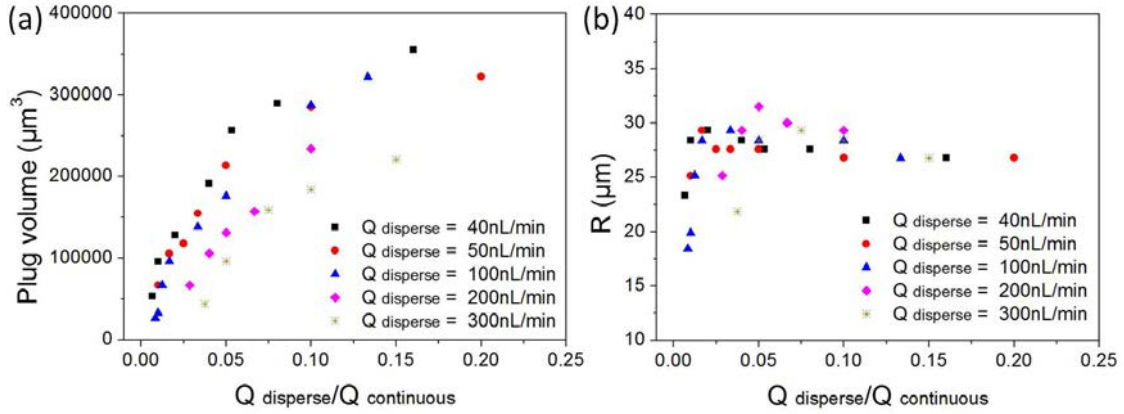 (a)
400000
300000
200000
100000
0
Plug volume (µm³)
Q disperse = 40nL/min
Q disperse = 50nL/min
Q disperse = 100nL/min
Q disperse = 200nL/min
Q disperse = 300nL/min
0.00 0.05 0.10 0.15 0.20 0.25
Q disperse/Q continuous
(b)
40
35
30
25
20
15
10
R (µm)
Q disperse = 40nL/min
Q disperse = 50nL/min
Q disperse = 100nL/min
Q disperse = 200nL/min
Q disperse = 300nL/min
0.00 0.05 0.10 0.15 0.20 0.25
Q disperse/Q continuous